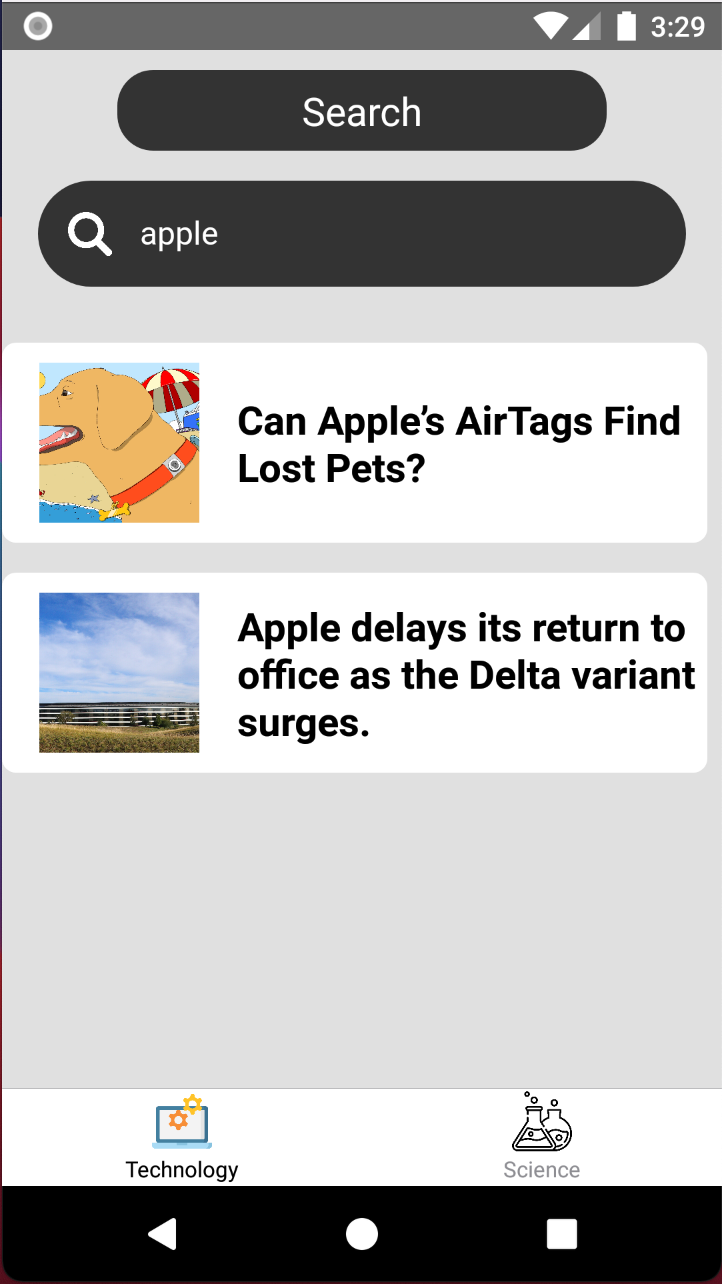 3:29
Search
apple
Can Apple’s AirTags Find
Lost Pets?
Apple delays its return to
office as the Delta variant
surges.
Technology
Science